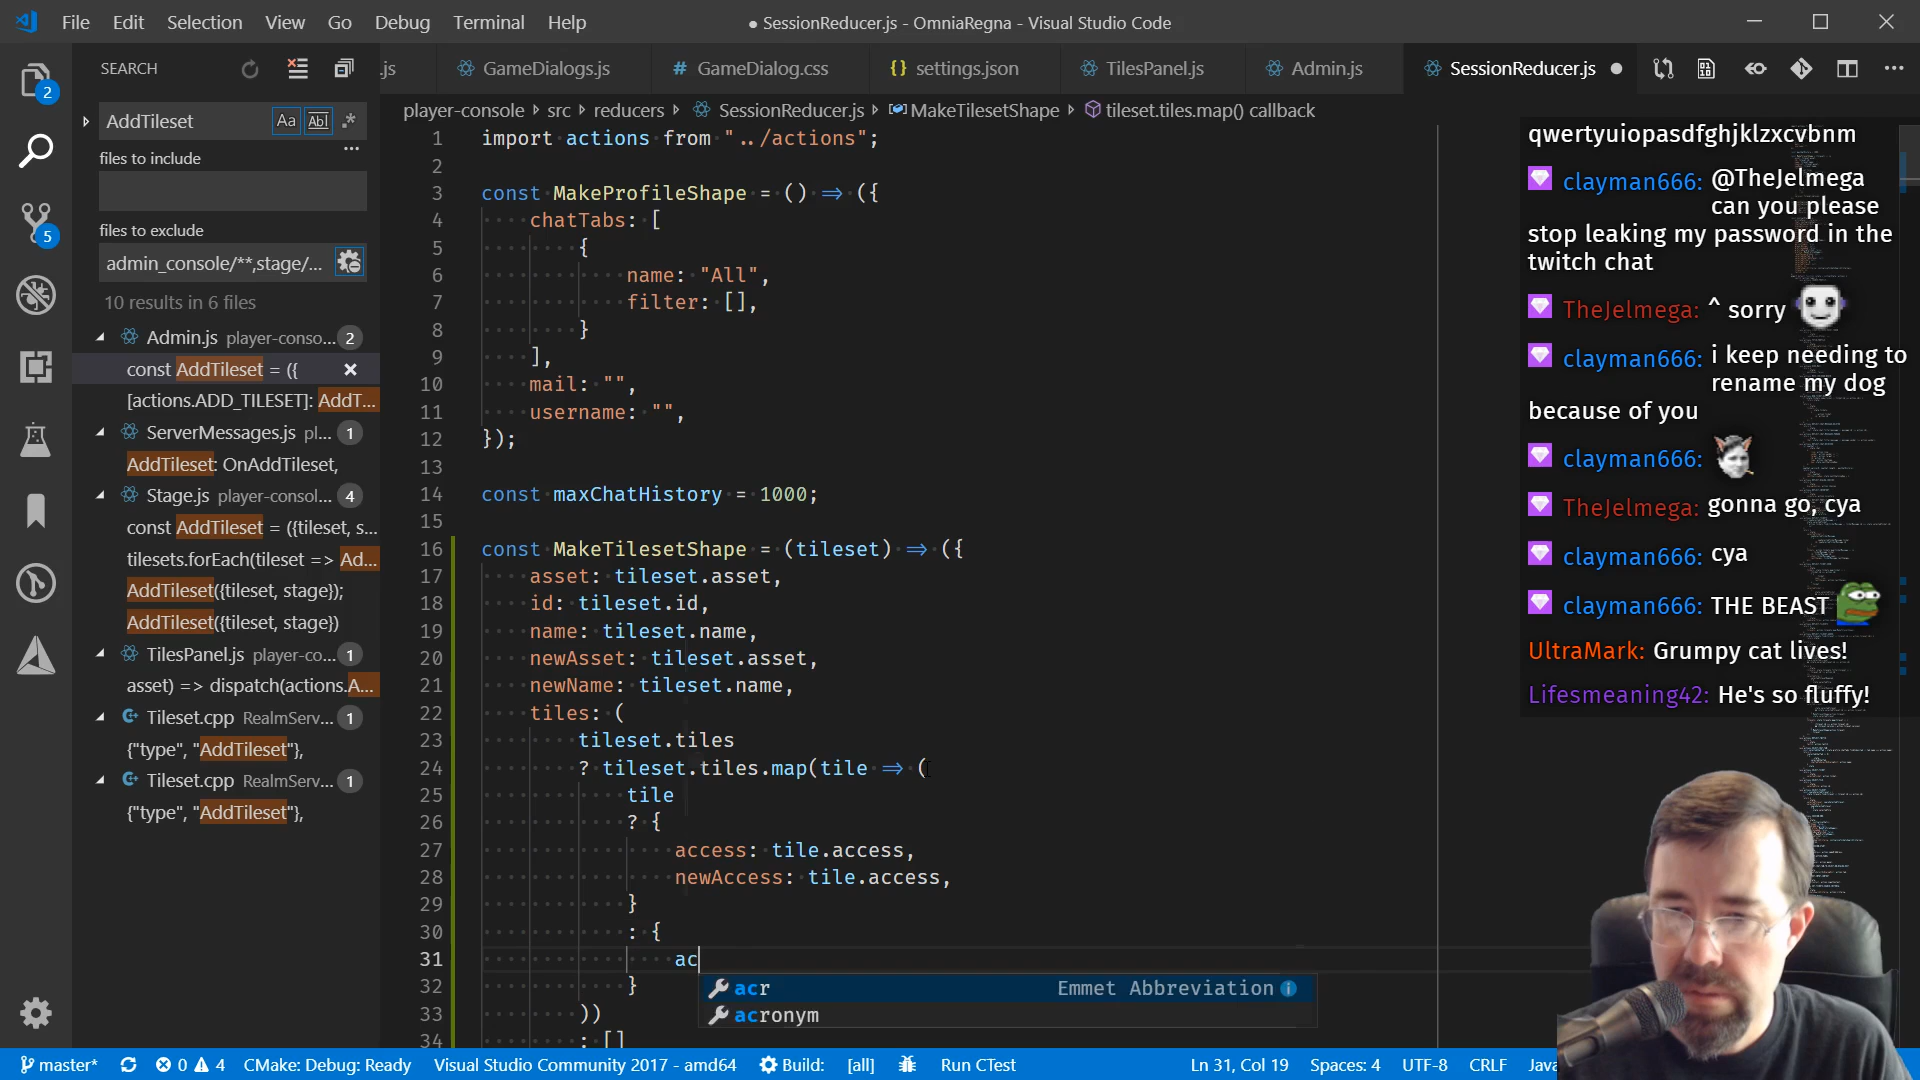 File Edit Selection View Go Debug Terminal Help
● SessionReducer.js - OmniaRegna - Visual Studio Code
SEARCH
.js
GameDialogs.js
# GameDialog.css
{} settings.json
TilesPanel.js
Admin.js
SessionReducer.js ●
2
5
AddTileset
Aa
Abl
.*
files to include
...
files to exclude
admin_console/**,stage/...
10 results in 6 files
Admin.js player-conso... 2
const AddTileset = ({
[actions.ADD_TILESET]: AddT...
ServerMessages.js pl... 1
AddTileset: OnAddTileset,
Stage.js player-consol... 4
const AddTileset = ({tileset, s...
tilesets.forEach(tileset => Ad...
AddTileset({tileset, stage});
AddTileset({tileset, stage})
TilesPanel.js player-co... 1
asset) => dispatch(actions.A...
Tileset.cpp RealmServ... 1
{"type", "AddTileset"},
Tileset.cpp RealmServ... 1
{"type", "AddTileset"},
player-console › src › reducers › SessionReducer.js › MakeTilesetShape › tileset.tiles.map() callback
1 import actions from "../actions";
2
3 const MakeProfileShape = () => ({
4 chatTabs: [
5 {
6 name: "All",
7 filter: [],
8 }
9 ],
10 mail: "",
11 username: "",
12 });
13
14 const maxChatHistory = 1000;
15
16 const MakeTilesetShape = (tileset) => ({
17 asset: tileset.asset,
18 id: tileset.id,
19 name: tileset.name,
20 newAsset: tileset.asset,
21 newName: tileset.name,
22 tiles: (
23 tileset.tiles
24 ? tileset.tiles.map(tile => (
25 tile
26 ? {
27 access: tile.access,
28 newAccess: tile.access,
29 }
30 : {
31 ac
32 }
33 ))
34 : []
acr Emmet Abbreviation
acronym
qwertyuiopasdfghjklzxcvbnm
clayman666: @TheJelmega
can you please
stop leaking my password in the
twitch chat
TheJelmega: ^ sorry
clayman666: i keep needing to
rename my dog
because of you
clayman666:
TheJelmega: gonna go, cya
clayman666: cya
clayman666: THE BEAST
UltraMark: Grumpy cat lives!
Lifesmeaning42: He's so fluffy!
master* 0 4 CMake: Debug: Ready Visual Studio Community 2017 - amd64 Build: [all] Run CTest Ln 31, Col 19 Spaces: 4 UTF-8 CRLF Java